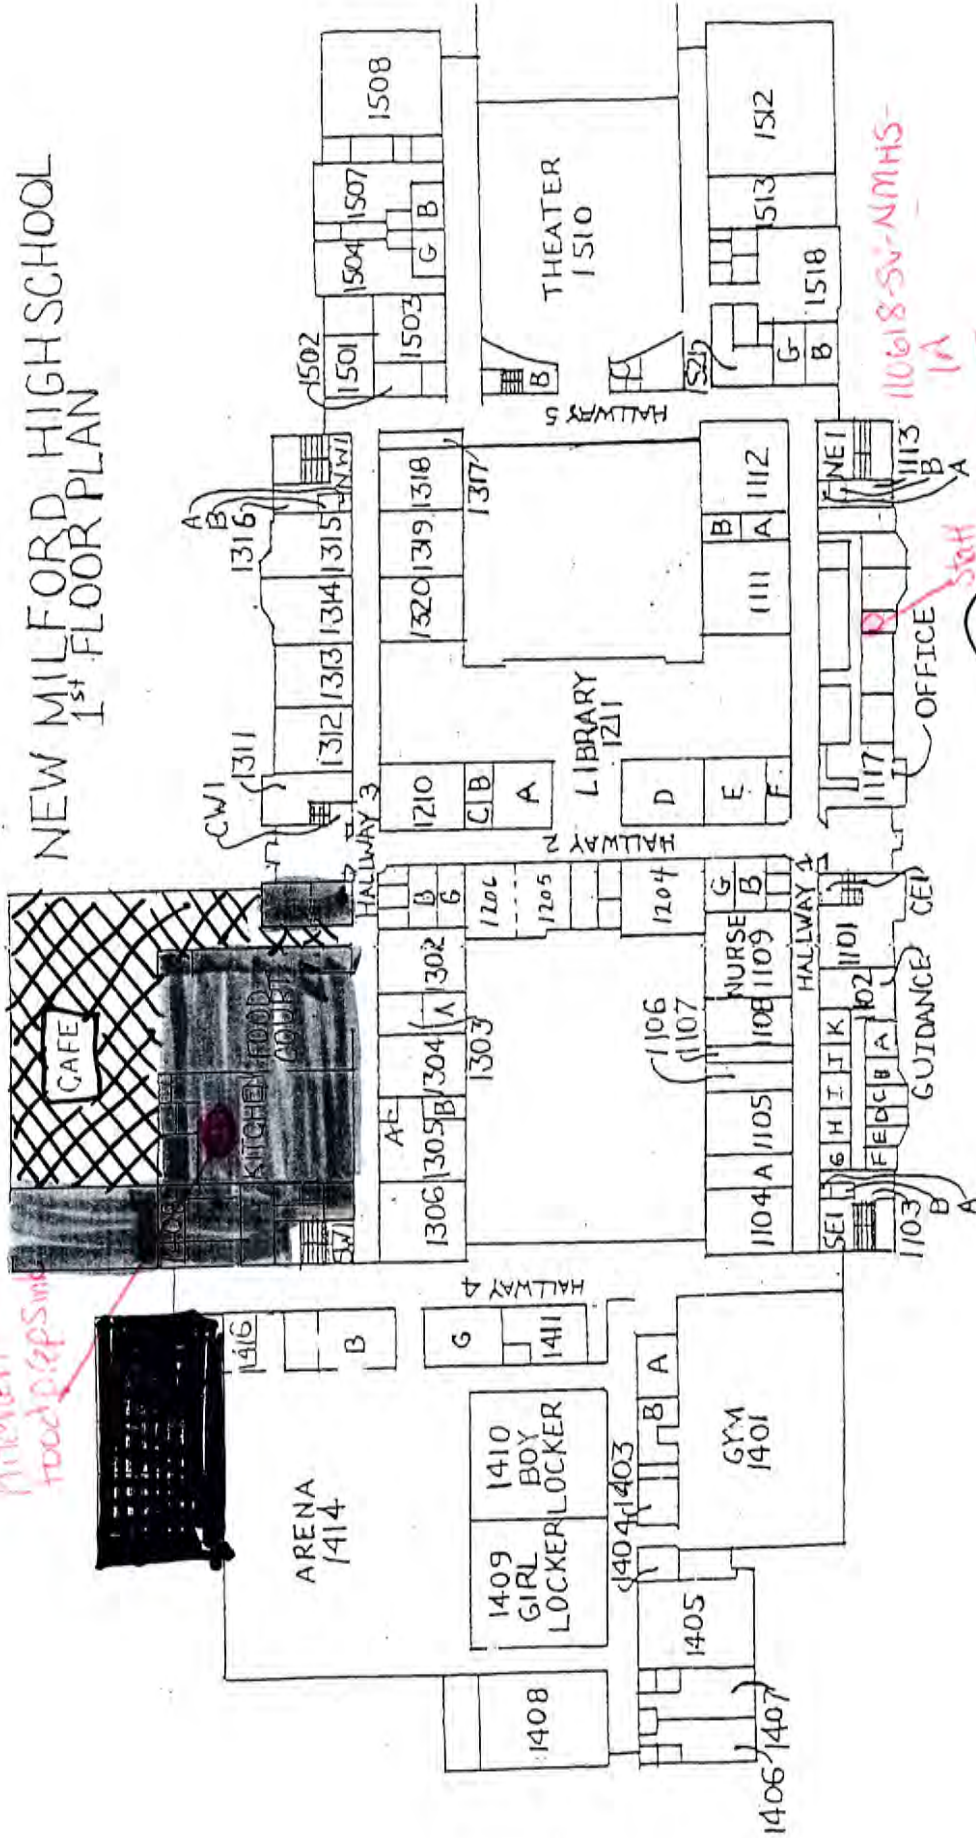 NEW MILFORD HIGH SCHOOL
1st FLOOR PLAN
food prep sink
CAFE
KITCHEN
FOOD
COURT
SW1
1416
B
G
1411
ARENA
1414
1410
BOY
LOCKER
1409
GIRL
LOCKER
1408
1403
1404
B
A
GYM
1401
1405
1406
1407
HALLWAY 4
CW1
1311
1312
1313
1314
1315
1316
B
A
NW1
HALLWAY 3
1306
1305
A
B
1304
1303
A
1302
B
G
1206
1205
1204
G
B
HALLWAY 2
1210
C
B
A
LIBRARY
1211
D
E
F
1320
1319
1318
1317
1111
B
A
1112
1104
A
1105
1106
1107
1108
NURSE
1109
HALLWAY 1
SE1
1103
B
A
G
H
I
J
K
F
E
D
C
B
A
1102
1101
GUIDANCE
CE1
1117
OFFICE
Staff
NE1
1113
B
A
110618-SW-NMHS-
1A
HALLWAY 5
1502
1501
1503
1504
1507
G
B
1508
THEATER
1510
B
1521
G
B
1518
1513
1512